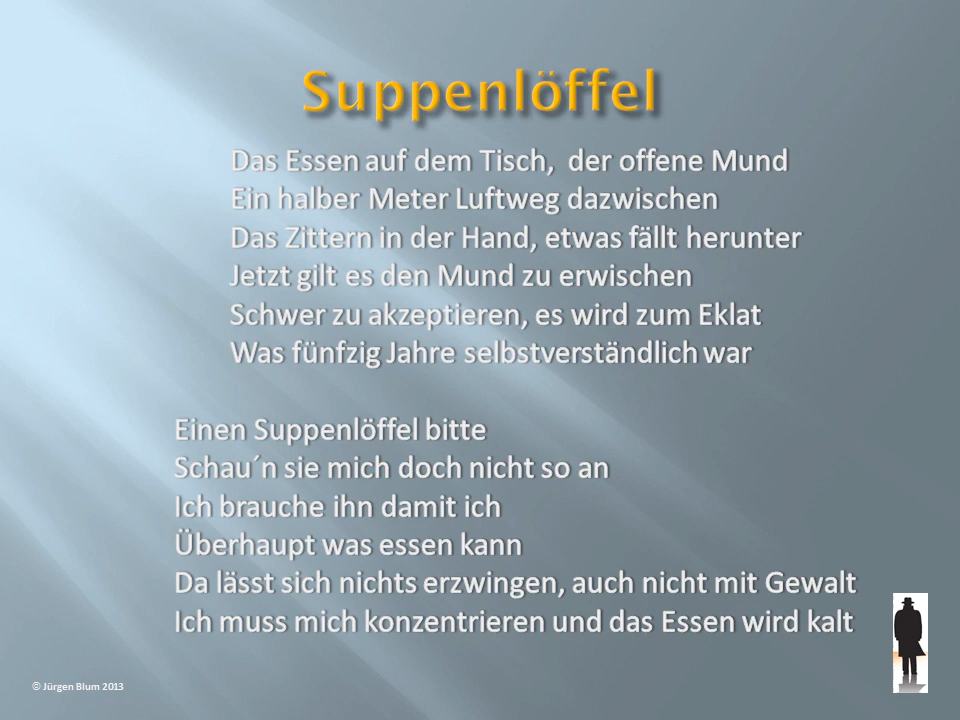 Suppenlöffel
Das Essen auf dem Tisch,  der offene Mund
Ein halber Meter Luftweg dazwischen
Das Zittern in der Hand, etwas fällt herunter
Jetzt gilt es den Mund zu erwischen
Schwer zu akzeptieren, es wird zum Eklat
Was fünfzig Jahre selbstverständlich war

Einen Suppenlöffel bitte
Schau´n sie mich doch nicht so an
Ich brauche ihn damit ich
Überhaupt was essen kann
Da lässt sich nichts erzwingen, auch nicht mit Gewalt
Ich muss mich konzentrieren und das Essen wird kalt
© Jürgen Blum 2013